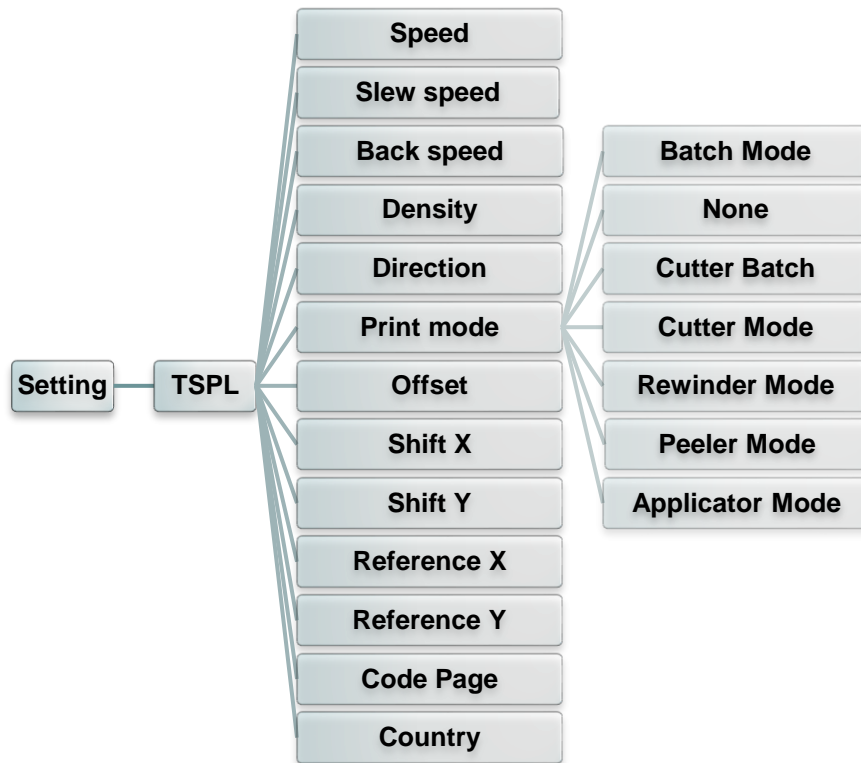 Setting
TSPL
Speed
Slew speed
Back speed
Density
Direction
Print mode
Offset
Shift X
Shift Y
Reference X
Reference Y
Code Page
Country
Batch Mode
None
Cutter Batch
Cutter Mode
Rewinder Mode
Peeler Mode
Applicator Mode